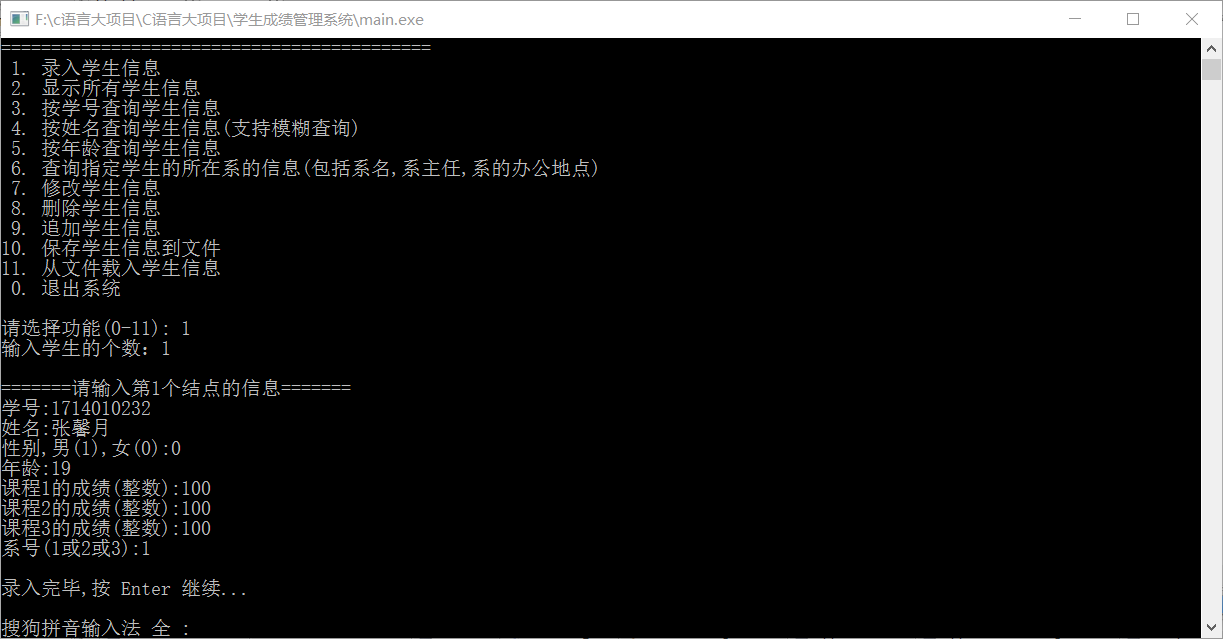 F:\c语言大项目\C语言大项目\学生成绩管理系统\main.exe
===========================================
1. 录入学生信息
2. 显示所有学生信息
3. 按学号查询学生信息
4. 按姓名查询学生信息(支持模糊查询)
5. 按年龄查询学生信息
6. 查询指定学生的所在系的信息(包括系名,系主任,系的办公地点)
7. 修改学生信息
8. 删除学生信息
9. 追加学生信息
10. 保存学生信息到文件
11. 从文件载入学生信息
0. 退出系统
请选择功能(0-11): 1
输入学生的个数：1
=======请输入第1个结点的信息=======
学号:1714010232
姓名:张馨月
性别,男(1),女(0):0
年龄:19
课程1的成绩(整数):100
课程2的成绩(整数):100
课程3的成绩(整数):100
系号(1或2或3):1
录入完毕,按 Enter 继续...
搜狗拼音输入法 全 :